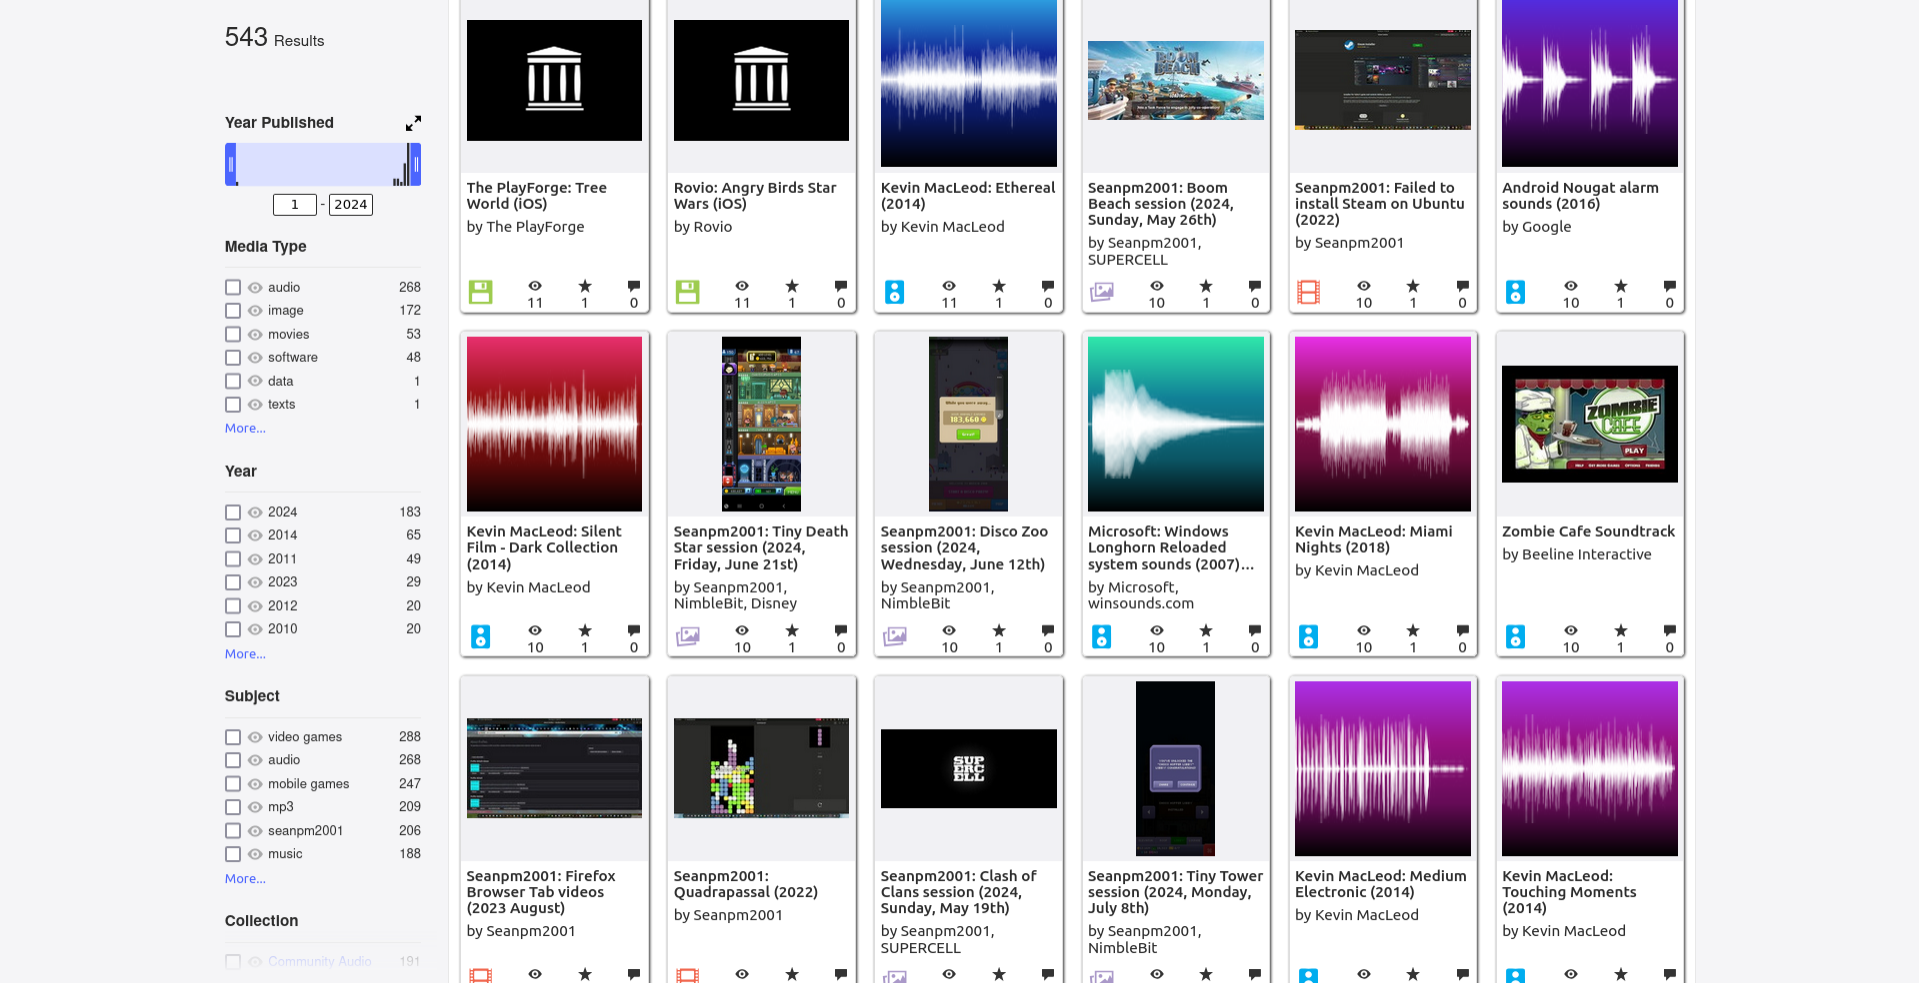 543 Results
Year Published
1 - 2024
Media Type
audio 268
image 172
movies 53
software 48
data 1
texts 1
More...
Year
2024 183
2014 65
2011 49
2023 29
2012 20
2010 20
More...
Subject
video games 288
audio 268
mobile games 247
mp3 209
seanpm2001 206
music 188
More...
Collection
Community Audio 191
The PlayForge: Tree
World (iOS)
by The PlayForge
11 1 0
Rovio: Angry Birds Star
Wars (iOS)
by Rovio
11 1 0
Kevin MacLeod: Ethereal
(2014)
by Kevin MacLeod
11 1 0
BOOM
BEACH
Seanpm2001: Boom
Beach session (2024,
Sunday, May 26th)
by Seanpm2001,
SUPERCELL
10 1 0
Seanpm2001: Failed to
install Steam on Ubuntu
(2022)
by Seanpm2001
10 1 0
Android Nougat alarm
sounds (2016)
by Google
10 1 0
Kevin MacLeod: Silent
Film - Dark Collection
(2014)
by Kevin MacLeod
10 1 0
Seanpm2001: Tiny Death
Star session (2024,
Friday, June 21st)
by Seanpm2001,
NimbleBit, Disney
10 1 0
While you were away...
183,660
Seanpm2001: Disco Zoo
session (2024,
Wednesday, June 12th)
by Seanpm2001,
NimbleBit
10 1 0
Microsoft: Windows
Longhorn Reloaded
system sounds (2007)...
by Microsoft,
winsounds.com
10 1 0
Kevin MacLeod: Miami
Nights (2018)
by Kevin MacLeod
10 1 0
ZOMBIE
CAFE
PLAY
Zombie Cafe Soundtrack
by Beeline Interactive
10 1 0
Seanpm2001: Firefox
Browser Tab videos
(2023 August)
by Seanpm2001
Seanpm2001:
Quadrapassal (2022)
by Seanpm2001
SUP
ERC
ELL
Seanpm2001: Clash of
Clans session (2024,
Sunday, May 19th)
by Seanpm2001,
SUPERCELL
Seanpm2001: Tiny Tower
session (2024, Monday,
July 8th)
by Seanpm2001,
NimbleBit
Kevin MacLeod: Medium
Electronic (2014)
by Kevin MacLeod
Kevin MacLeod:
Touching Moments
(2014)
by Kevin MacLeod